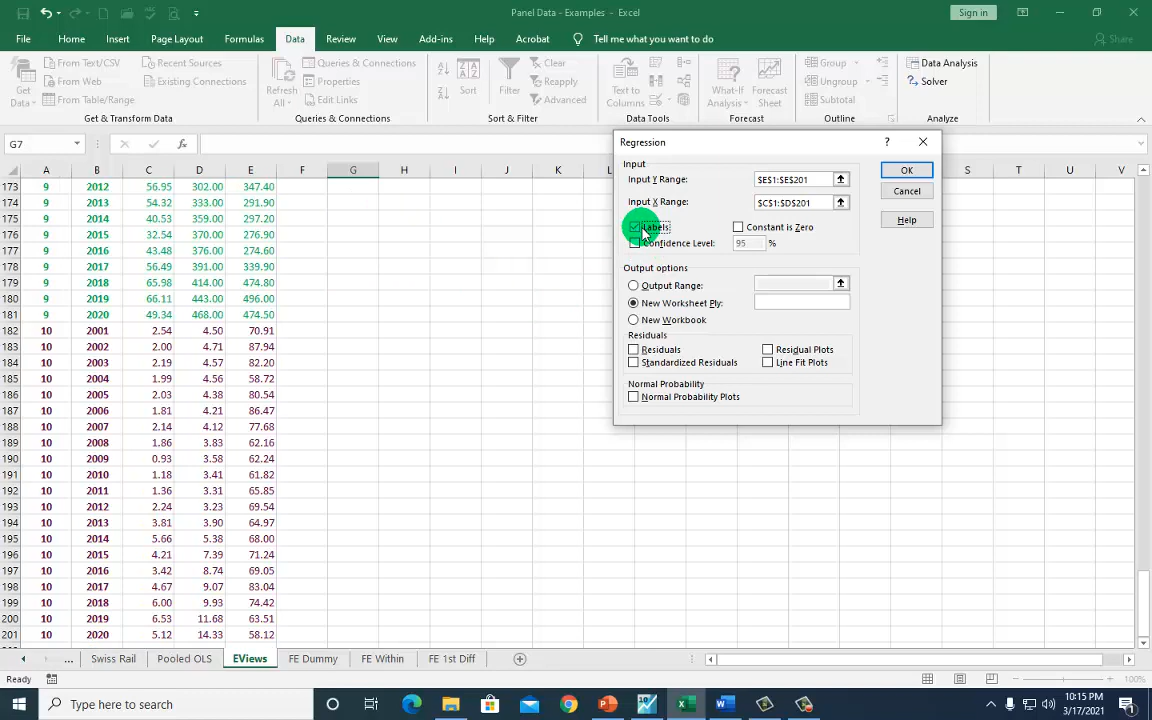 Panel Data - Examples - Excel
Sign in
File Home Insert Page Layout Formulas Data Review View Add-ins Help Acrobat Tell me what you want to do Share
Get Data
From Text/CSV
From Web
From Table/Range
Recent Sources
Existing Connections
Get & Transform Data
Refresh All
Queries & Connections
Properties
Edit Links
Queries & Connections
Sort
Filter
Clear
Reapply
Advanced
Sort & Filter
Text to Columns
Data Tools
What-If Analysis
Forecast Sheet
Forecast
Group
Ungroup
Subtotal
Outline
Data Analysis
Solver
Analyze
G7
A B C D E F G H I J K L S T U V
173 9 2012 56.95 302.00 347.40
174 9 2013 54.32 333.00 291.90
175 9 2014 40.53 359.00 297.20
176 9 2015 32.54 370.00 276.90
177 9 2016 43.48 376.00 274.60
178 9 2017 56.49 391.00 339.90
179 9 2018 65.98 414.00 474.80
180 9 2019 66.11 443.00 496.00
181 9 2020 49.34 468.00 474.50
182 10 2001 2.54 4.50 70.91
183 10 2002 2.00 4.71 87.94
184 10 2003 2.19 4.57 82.20
185 10 2004 1.99 4.56 58.72
186 10 2005 2.03 4.38 80.54
187 10 2006 1.81 4.21 86.47
188 10 2007 2.14 4.12 77.68
189 10 2008 1.86 3.83 62.16
190 10 2009 0.93 3.58 62.24
191 10 2010 1.18 3.41 61.82
192 10 2011 1.36 3.31 65.85
193 10 2012 2.24 3.23 69.54
194 10 2013 3.81 3.90 64.97
195 10 2014 5.66 5.38 68.00
196 10 2015 4.21 7.39 71.24
197 10 2016 3.42 8.74 69.05
198 10 2017 4.67 9.07 83.04
199 10 2018 6.00 9.93 74.42
200 10 2019 6.53 11.68 63.51
201 10 2020 5.12 14.33 58.12
Regression
?
Input
Input Y Range: $E$1:$E$201
Input X Range: $C$1:$D$201
Labels
Constant is Zero
Confidence Level: 95 %
OK
Cancel
Help
Output options
Output Range:
New Worksheet Ply:
New Workbook
Residuals
Residuals
Residual Plots
Standardized Residuals
Line Fit Plots
Normal Probability
Normal Probability Plots
... Swiss Rail Pooled OLS EViews FE Dummy FE Within FE 1st Diff
Ready
100%
Type here to search
10:15 PM
3/17/2021